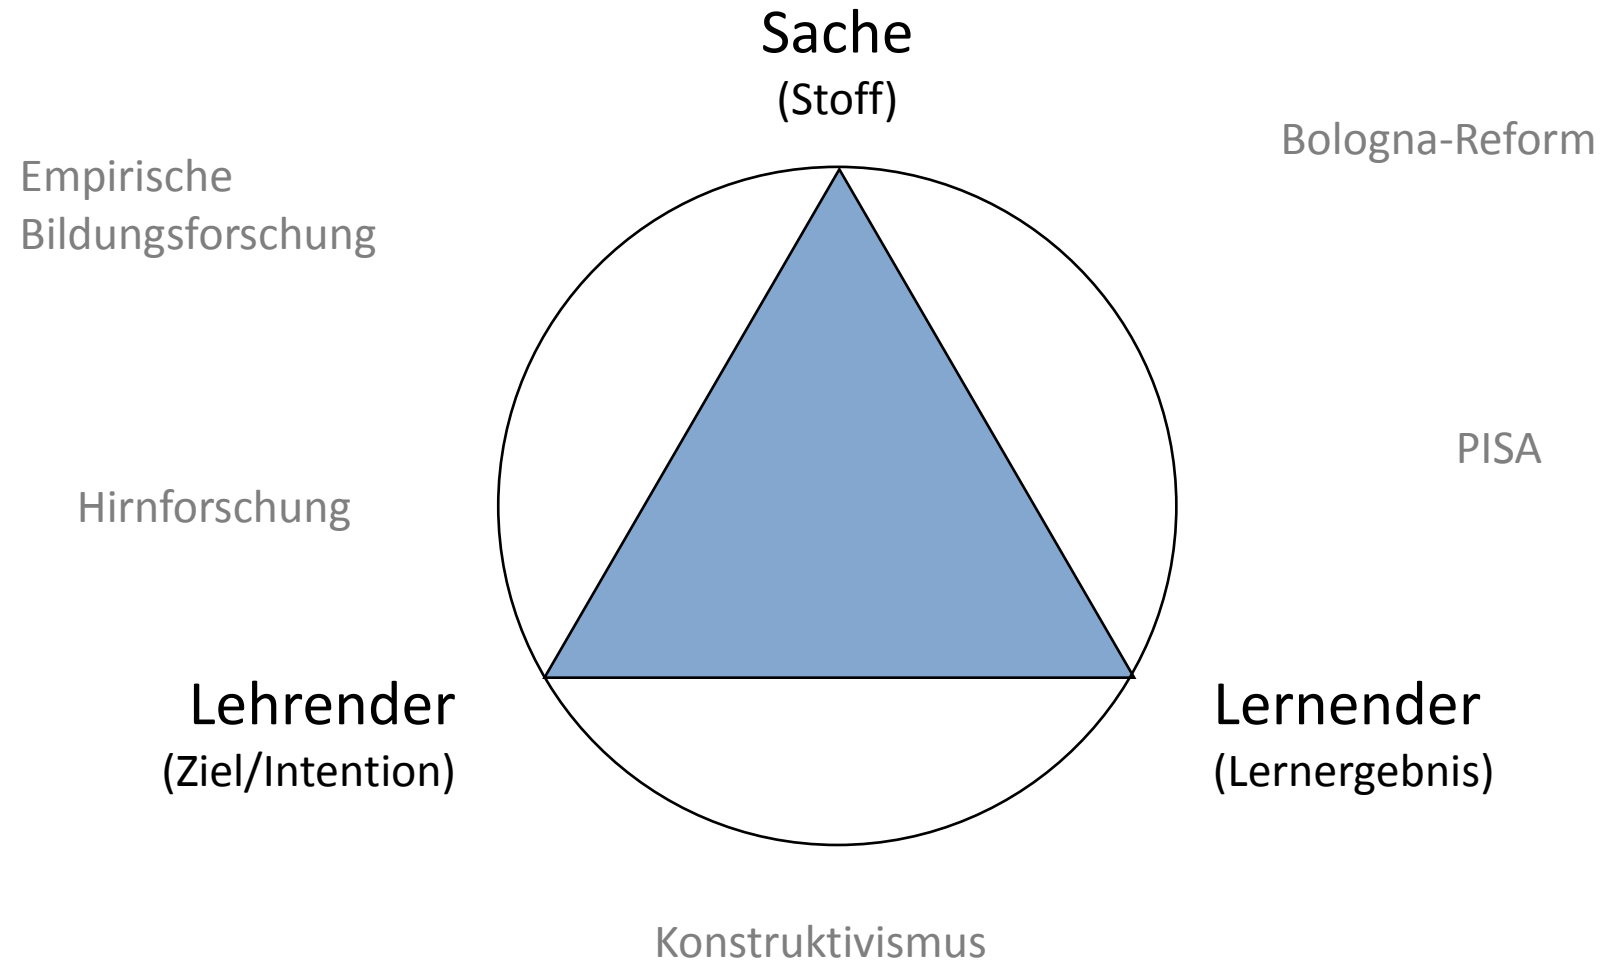 Sache
(Stoff)
Bologna-Reform
Empirische
Bildungsforschung
PISA
Hirnforschung
Lehrender
(Ziel/Intention)
Lernender
(Lernergebnis)
Konstruktivismus